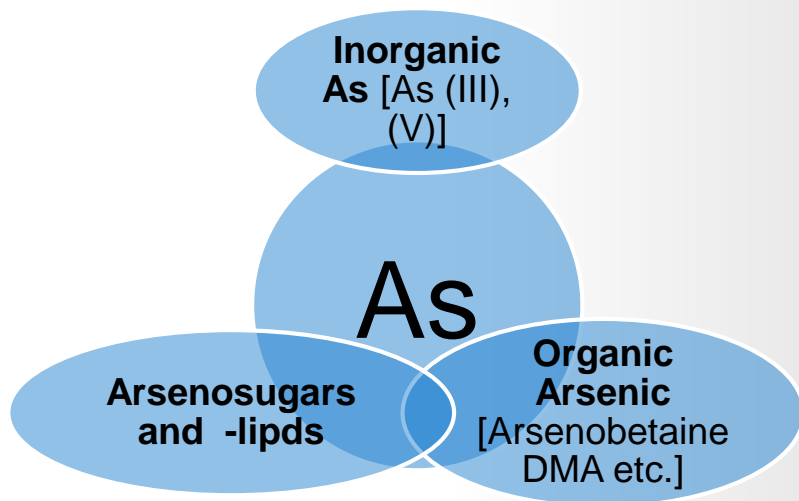 Inorganic
As [As (III),
(V)]
As
Arsenosugars
and -lipds
Organic
Arsenic
[Arsenobetaine
DMA etc.]